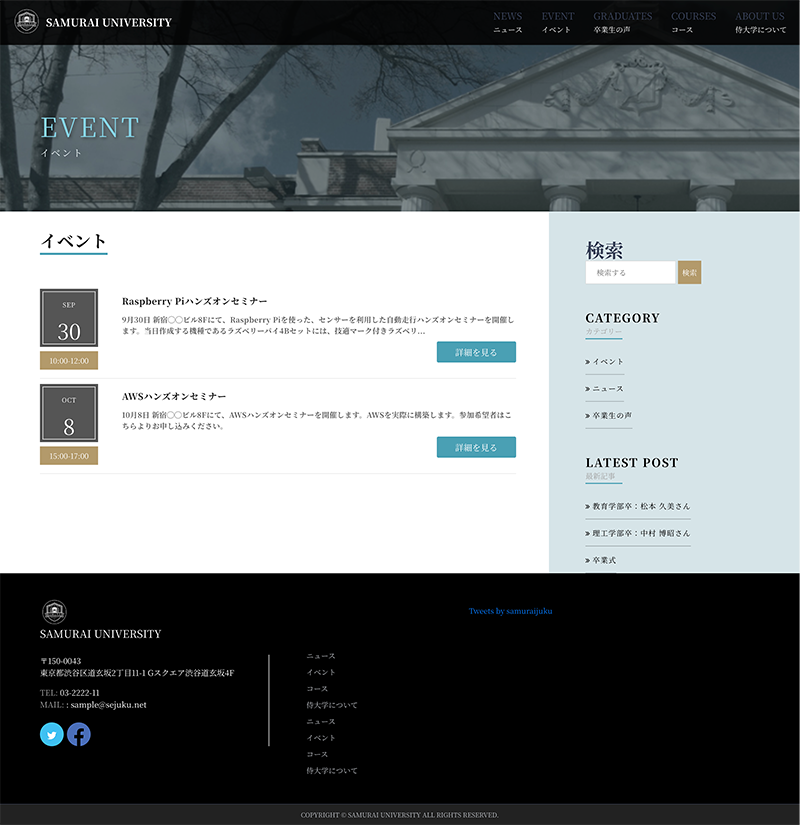 SAMURAI UNIVERSITY
NEWS EVENT GRADUATES COURSES ABOUT US
ニュース イベント 卒業生の声 コース 侍大学について
EVENT
イベント
イベント
SEP
30
10:00-12:00
Raspberry Piハンズオンセミナー
9月30日 新宿◯◯ビル8Fにて、Raspberry Piを使った、センサーを利用した自動走行ハンズオンセミナーを開催し
ます。当日作成する機種であるラズベリーパイ4Bセットには、技適マーク付きラズベリ...
詳細を見る
OCT
8
15:00-17:00
AWSハンズオンセミナー
10月8日 新宿◯◯ビル8Fにて、AWSハンズオンセミナーを開催します。AWSを実際に構築します。参加希望者はこ
ちらよりお申し込みください。
詳細を見る
検索
検索する 検索
CATEGORY
カテゴリー
» イベント
» ニュース
» 卒業生の声
LATEST POST
最新記事
» 教育学部卒：松本 久美さん
» 理工学部卒：中村 博昭さん
» 卒業式
SAMURAI UNIVERSITY
〒150-0043
東京都渋谷区道玄坂2丁目11-1 Gスクエア渋谷道玄坂4F
TEL: 03-2222-11
MAIL: : sample@sejuku.net
ニュース
イベント
コース
侍大学について
ニュース
イベント
コース
侍大学について
Tweets by samuraijuku
COPYRIGHT © SAMURAI UNIVERSITY ALL RIGHTS RESERVED.